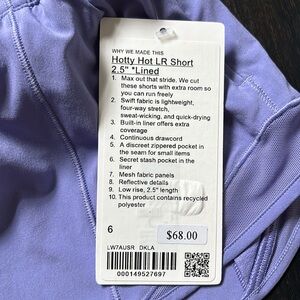 WHY WE MADE THIS
Hotty Hot LR Short
2.5" *Lined
1. Max out that stride. We cut
these shorts with extra room so
you can run freely
2. Swift fabric is lightweight,
four-way stretch,
sweat-wicking, and quick-drying
3. Built-in liner offers extra
coverage
4. Continuous drawcord
5. A discreet zippered pocket in
the seam for small items
6. Secret stash pocket in the
liner
7. Mesh fabric panels
8. Reflective details
9. Low rise, 2.5" length
10. This product contains recycled
polyester
6
$68.00
LW7AUSR DKLA
000149527697